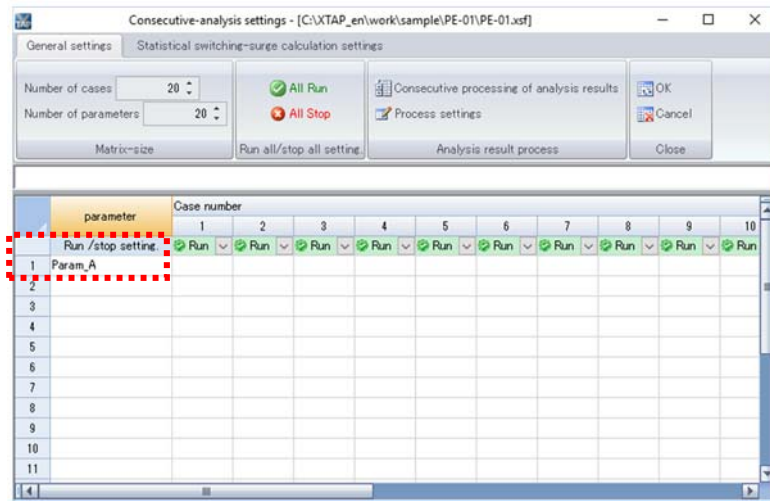 XTAP Consecutive-analysis settings - [C:\XTAP_en\work\sample\PE-01\PE-01.xsf]
General settings Statistical switching-surge calculation settings
Number of cases 20 All Run Consecutive processing of analysis results OK
Number of parameters 20 All Stop Process settings Cancel
Matrix-size Run all/stop all setting. Analysis result process Close
parameter Case number
1 2 3 4 5 6 7 8 9 10
Run /stop setting. Run Run Run Run Run Run Run Run Run Run
1 Param_A
2
3
4
5
6
7
8
9
10
11